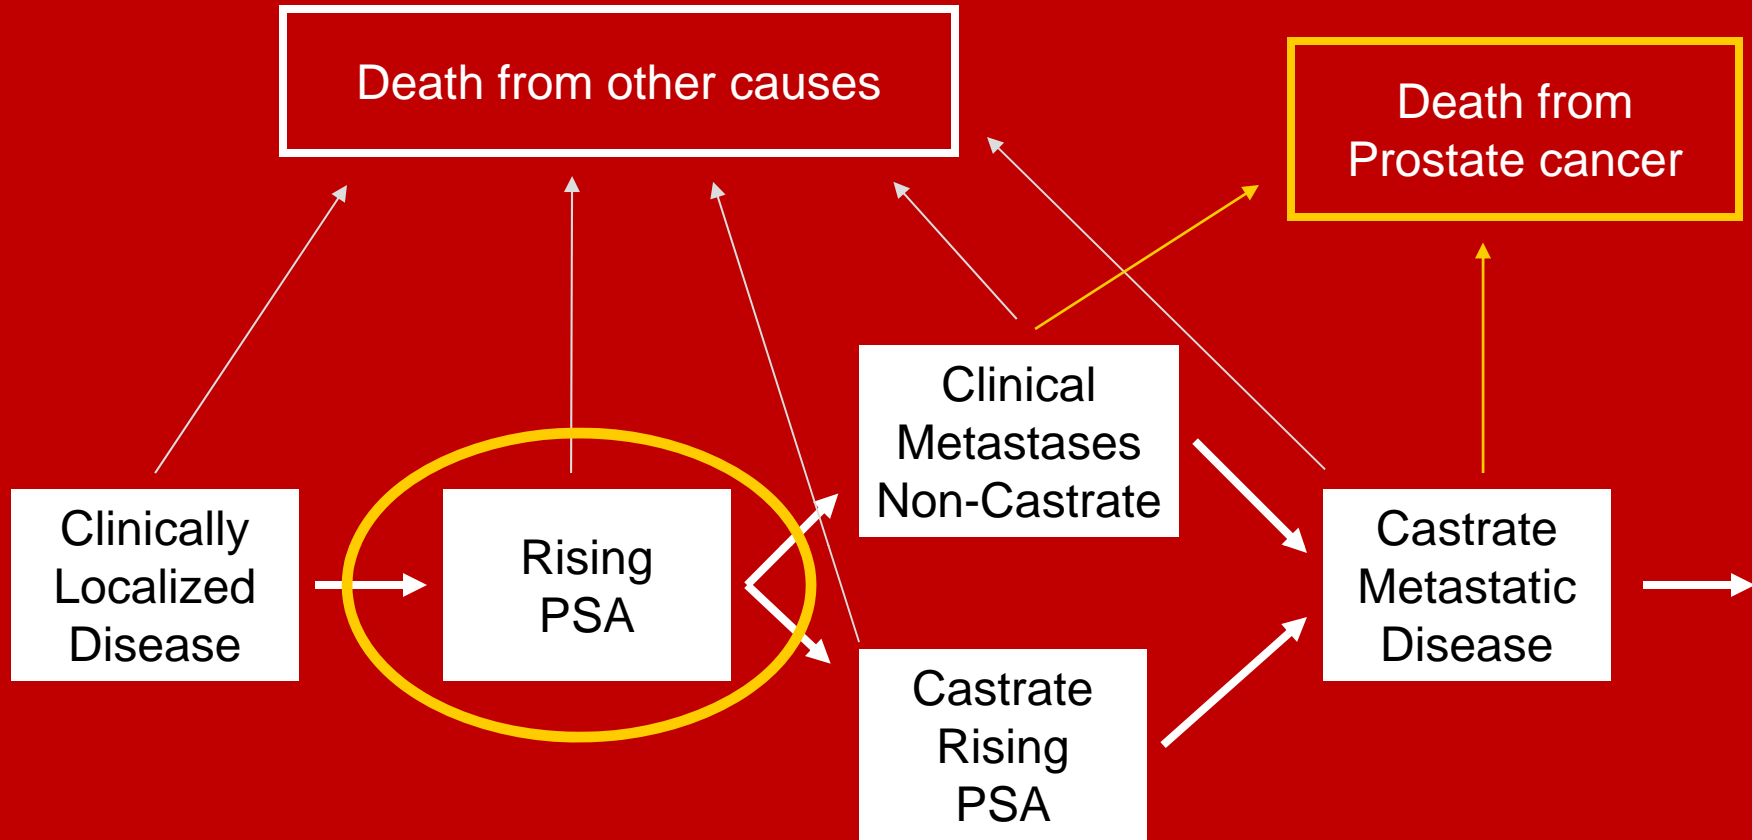 Death from other causes
Death from
Prostate cancer
Clinical
Metastases
Non-Castrate
Clinically
Localized
Disease
Rising
PSA
Castrate
Metastatic
Disease
Castrate
Rising
PSA